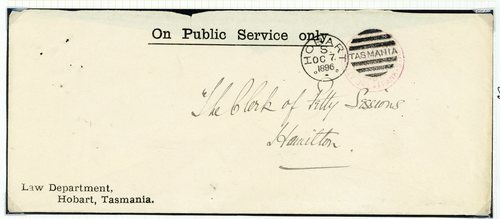 On Public Service only.
HOBART
S.
OC 7
1896
TASMANIA
The Clerk of Petty Sessions
Hamilton
Law Department,
Hobart, Tasmania.